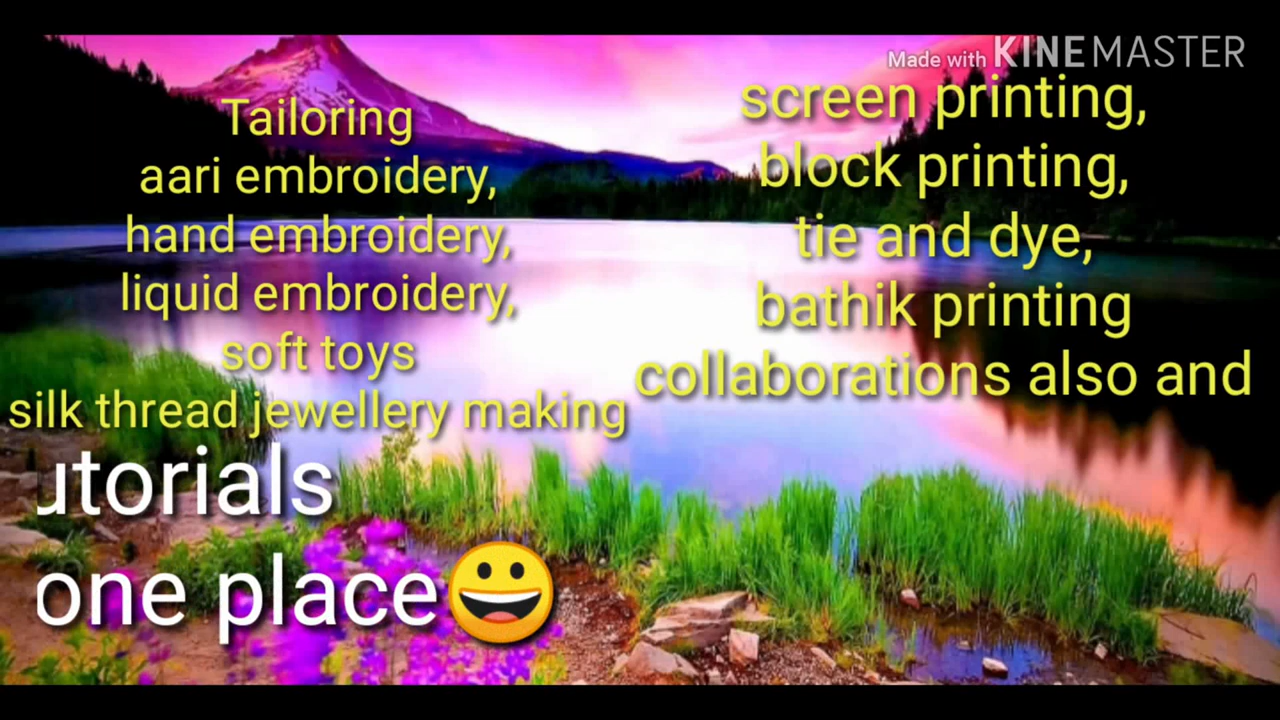 Made with KINEMASTER
Tailoring
aari embroidery,
hand embroidery,
liquid embroidery,
soft toys
silk thread jewellery making
screen printing,
block printing,
tie and dye,
bathik printing
collaborations also and
utorials
one place😀